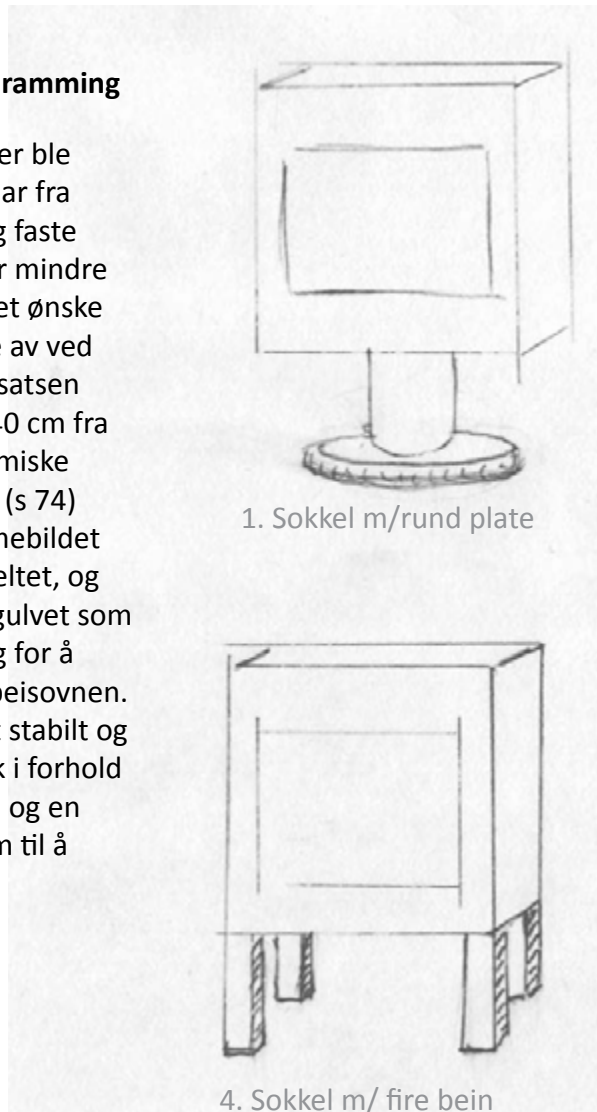 ramming
er ble
ar fra
g faste
r mindre
et ønske
e av ved
satsen
40 cm fra
miske
(s 74)
nebildet
eltet, og
gulvet som
g for å
peisovnen.
t stabilt og
k i forhold
og en
m til å
1. Sokkel m/rund plate
4. Sokkel m/ fire bein